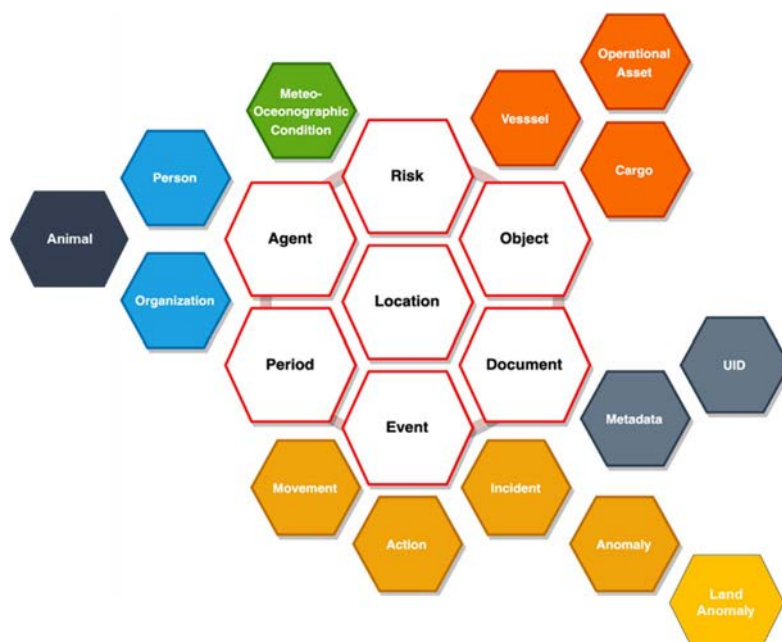 Operational
Asset
Meteo-
Oceonographic
Condition
Vesssel
Risk
Cargo
Person
Animal
Agent
Object
Organization
Location
Period
Document
UID
Metadata
Event
Movement
Incident
Action
Anomaly
Land
Anomaly